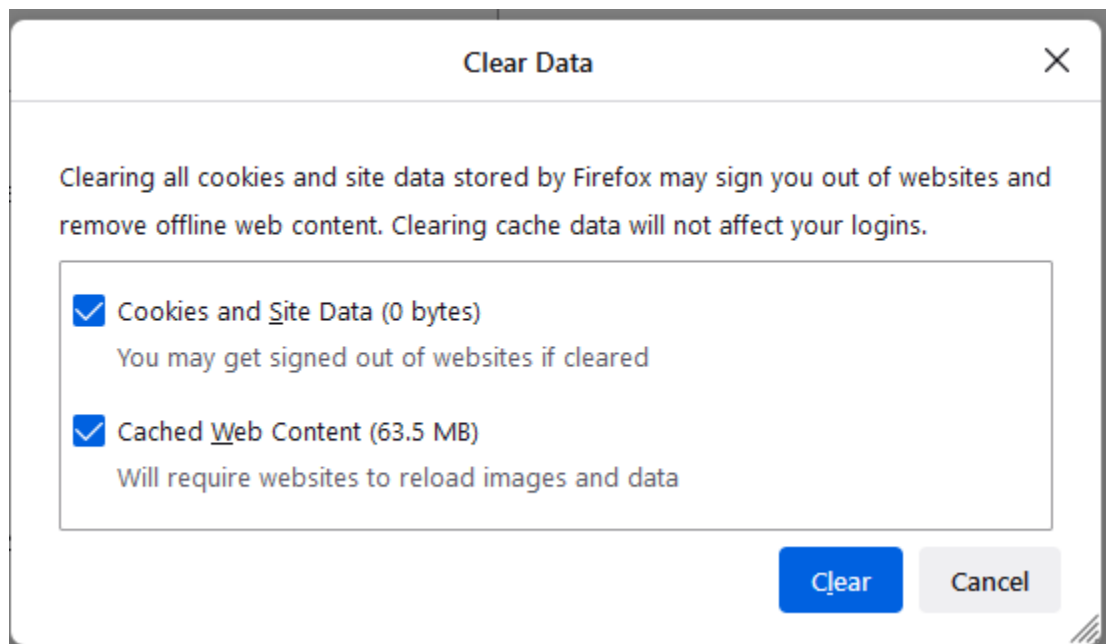 Clear Data
Clearing all cookies and site data stored by Firefox may sign you out of websites and
remove offline web content. Clearing cache data will not affect your logins.
Cookies and Site Data (0 bytes)
You may get signed out of websites if cleared
Cached Web Content (63.5 MB)
Will require websites to reload images and data
Clear Cancel